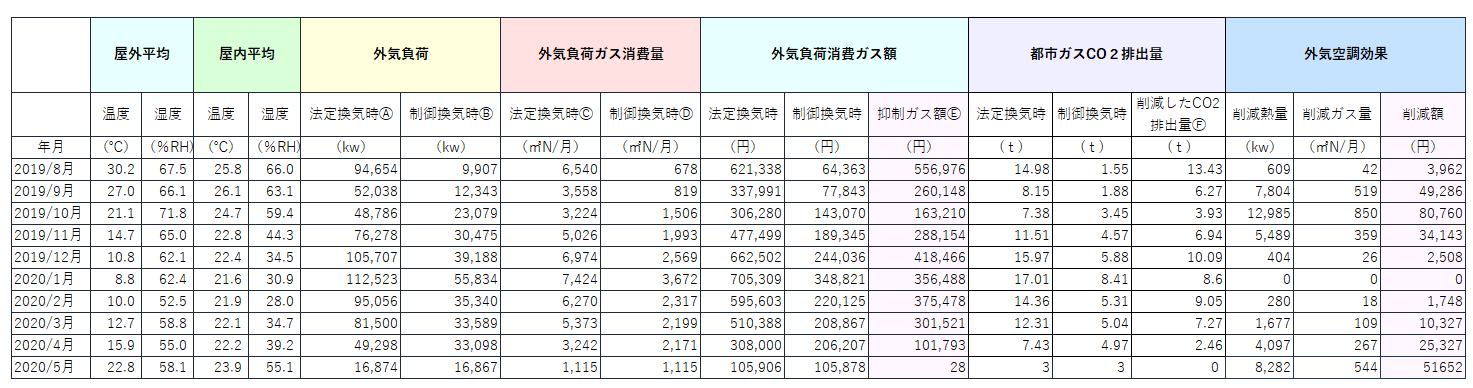 屋外平均 屋内平均 外気負荷 外気負荷ガス消費量 外気負荷消費ガス額 都市ガスCO２排出量 外気空調効果
温度 湿度 温度 湿度 法定換気時Ⓐ 制御換気時Ⓑ 法定換気時Ⓒ 制御換気時Ⓓ 法定換気時 制御換気時 抑制ガス額Ⓔ 法定換気時 制御換気時 削減したCO2排出量Ⓕ 削減熱量 削減ガス量 削減額
年月 (℃) (％RH) (℃) (％RH) (kw) (kw) (㎥N/月) (㎥N/月) (円) (円) (円) (ｔ) (ｔ) (ｔ) (kw) (㎥N/月) (円)
2019/8月 30.2 67.5 25.8 66.0 94,654 9,907 6,540 678 621,338 64,363 556,976 14.98 1.55 13.43 609 42 3,962
2019/9月 27.0 66.1 26.1 63.1 52,038 12,343 3,558 819 337,991 77,843 260,148 8.15 1.88 6.27 7,804 519 49,286
2019/10月 21.1 71.8 24.7 59.4 48,786 23,079 3,224 1,506 306,280 143,070 163,210 7.38 3.45 3.93 12,985 850 80,760
2019/11月 14.7 65.0 22.8 44.3 76,278 30,475 5,026 1,993 477,499 189,345 288,154 11.51 4.57 6.94 5,489 359 34,143
2019/12月 10.8 62.1 22.4 34.5 105,707 39,188 6,974 2,569 662,502 244,036 418,466 15.97 5.88 10.09 404 26 2,508
2020/1月 8.8 62.4 21.6 30.9 112,523 55,834 7,424 3,672 705,309 348,821 356,488 17.01 8.41 8.6 0 0 0
2020/2月 10.0 52.5 21.9 28.0 95,056 35,340 6,270 2,317 595,603 220,125 375,478 14.36 5.31 9.05 280 18 1,748
2020/3月 12.7 58.8 22.1 34.7 81,500 33,589 5,373 2,199 510,388 208,867 301,521 12.31 5.04 7.27 1,677 109 10,327
2020/4月 15.9 55.0 22.2 39.2 49,298 33,098 3,242 2,171 308,000 206,207 101,793 7.43 4.97 2.46 4,097 267 25,327
2020/5月 22.8 58.1 23.9 55.1 16,874 16,867 1,115 1,115 105,906 105,878 28 3 3 0 8,282 544 51652